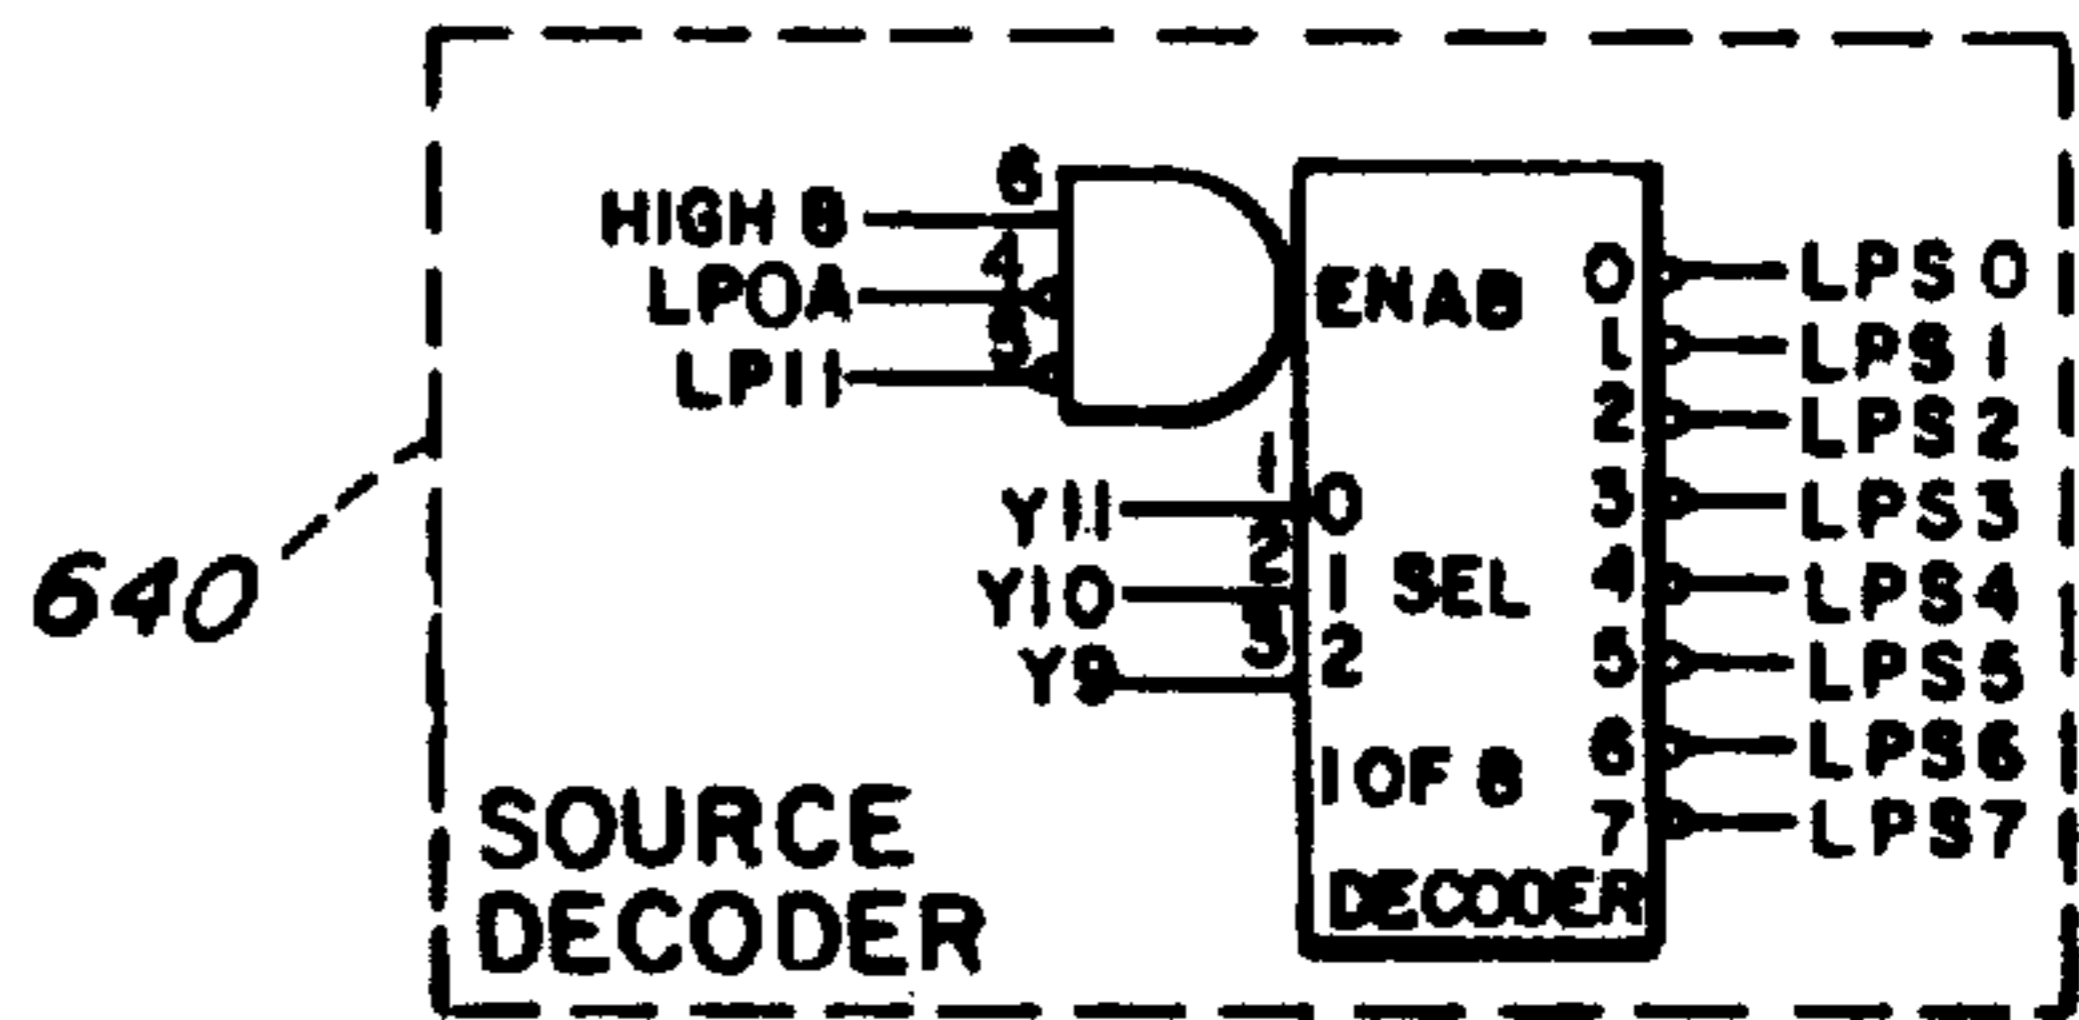 6
HIGH 8
4
LP0A
5
LP11
ENAB
0 LPS 0
1 LPS 1
2 LPS 2
3 LPS 3
4 LPS 4
5 LPS 5
6 LPS 6
7 LPS 7
1
Y11 0
2
Y10 1 SEL
3
Y9 2
1 OF 8
DECODER
640
SOURCE
DECODER